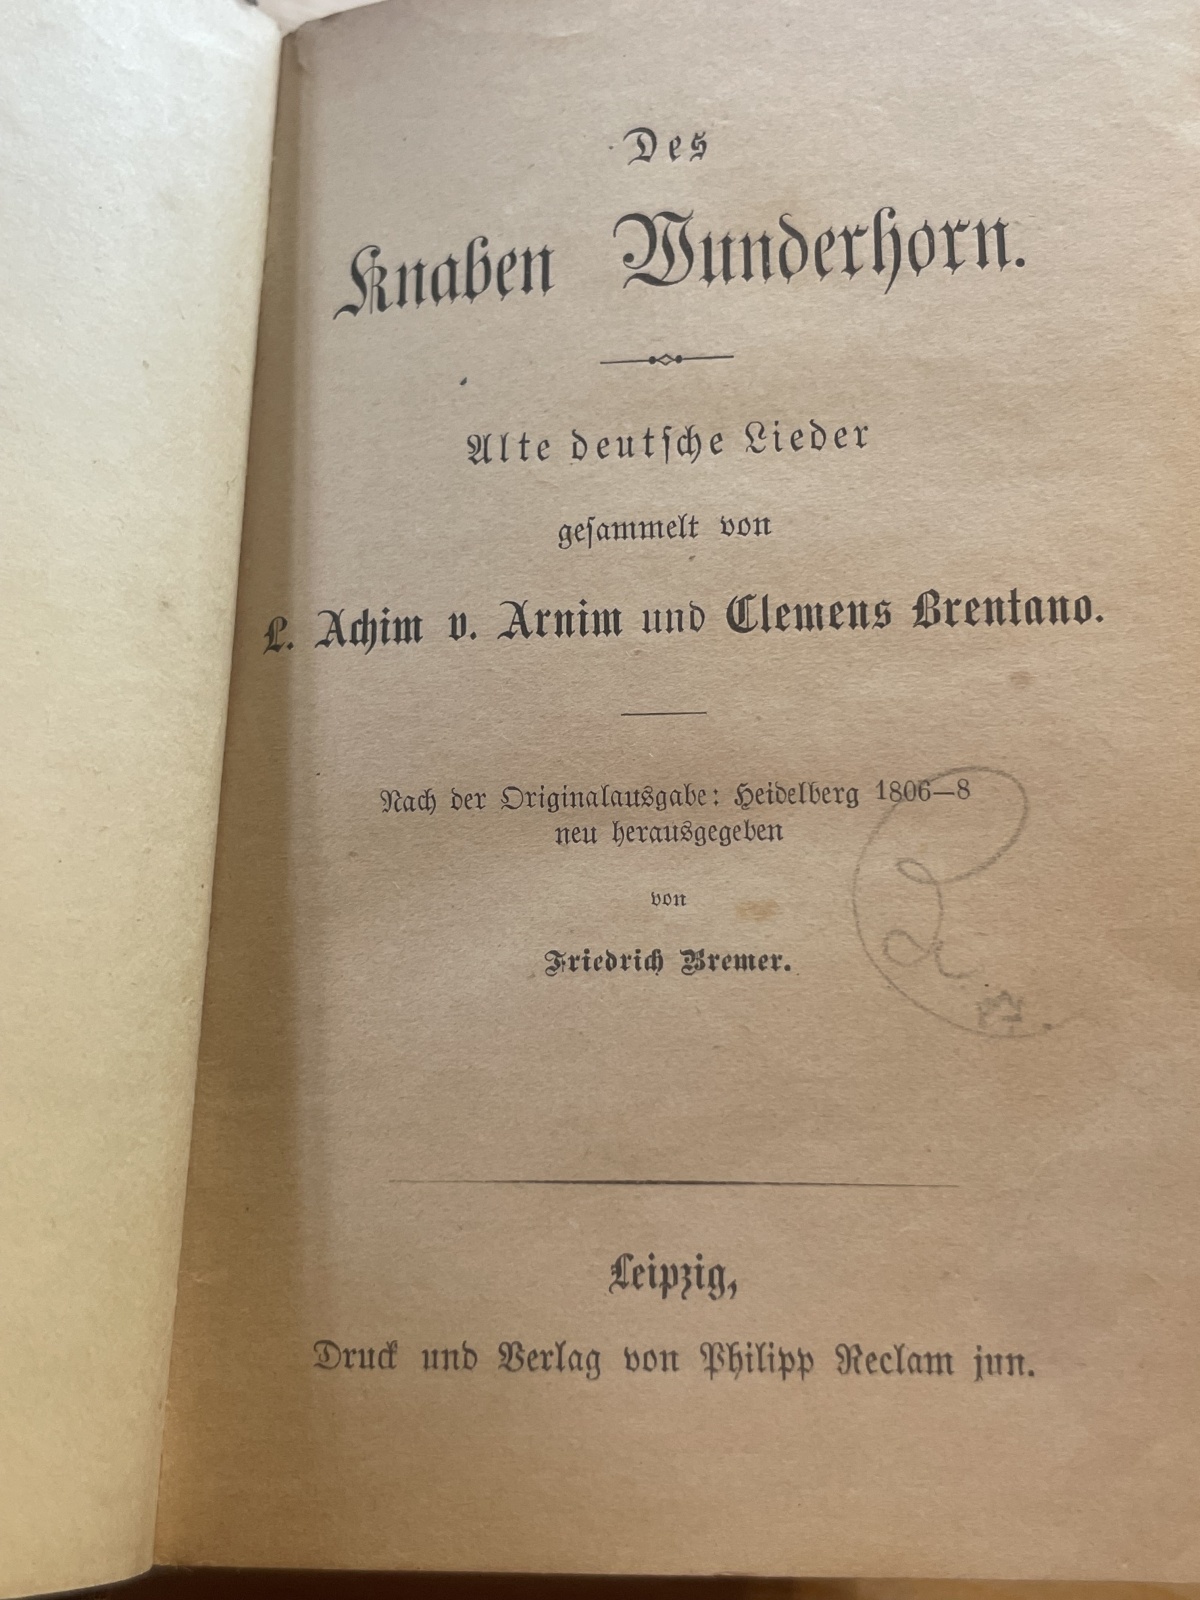 Des
Knaben Wunderhorn.
Alte deutſche Lieder
geſammelt von
L. Achim v. Arnim und Clemens Brentano.
Nach der Originalausgabe: Heidelberg 1806—8
neu herausgegeben
von
Friedrich Bremer.
Leipzig,
Druck und Verlag von Philipp Reclam jun.